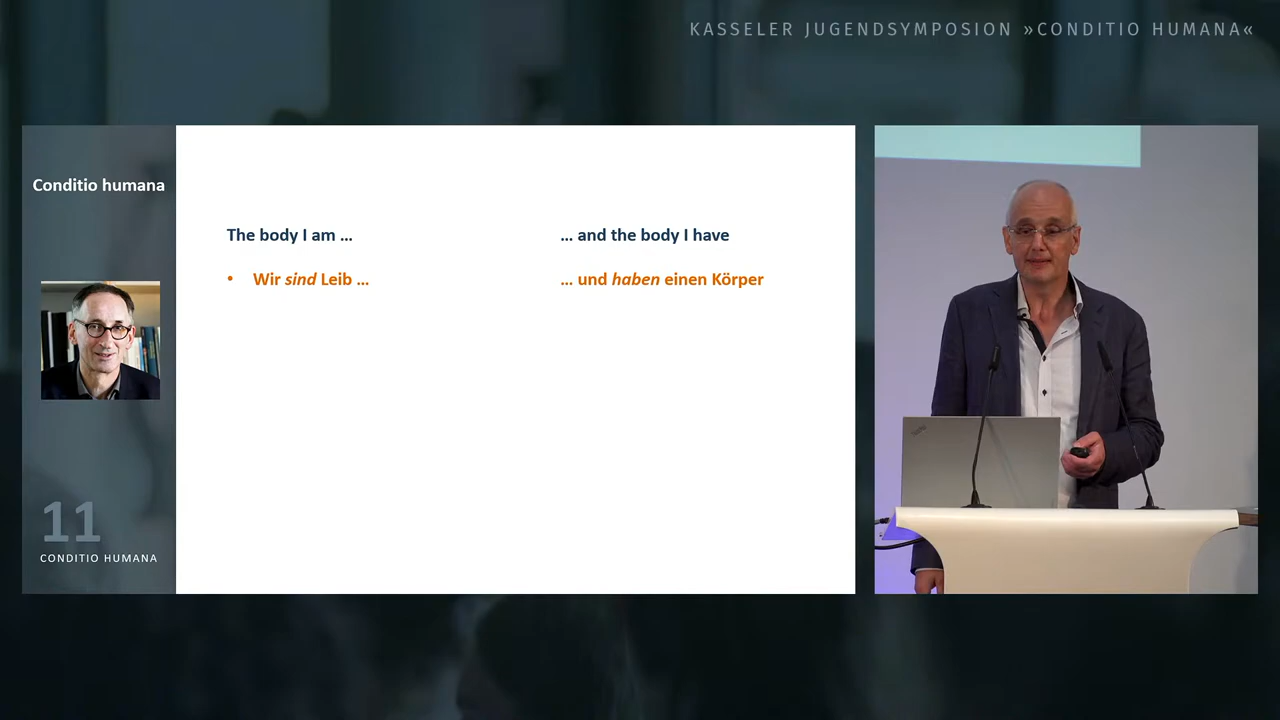 KASSELER JUGENDSYMPOSION »CONDITIO HUMANA«
Conditio humana
The body I am …
… and the body I have
• Wir sind Leib …
… und haben einen Körper
11
CONDITIO HUMANA